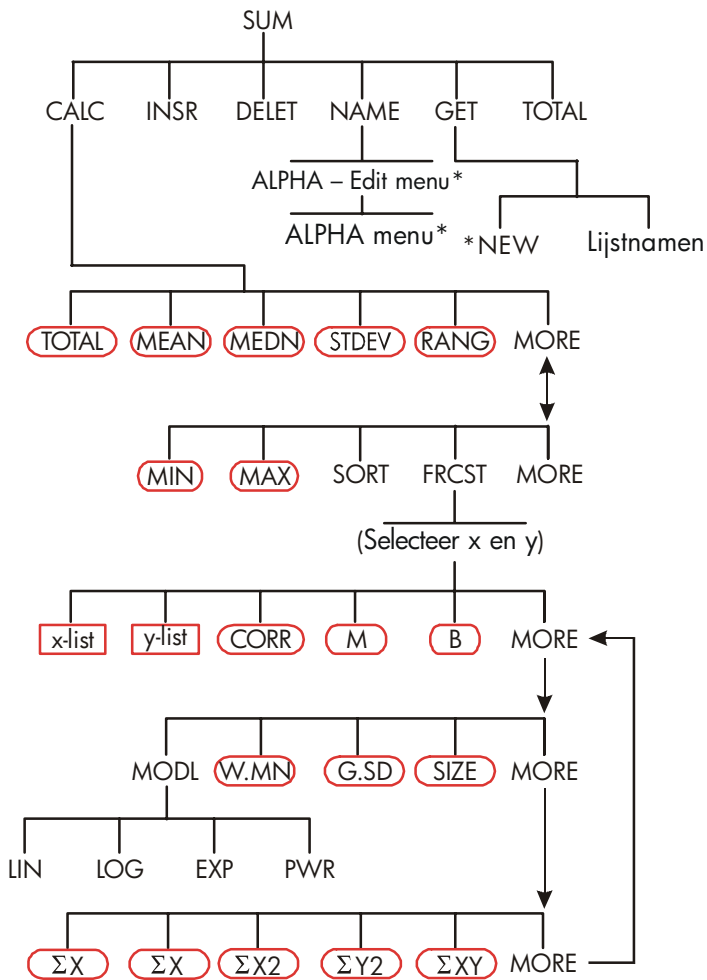 SUM
CALC INSR DELET NAME GET TOTAL
ALPHA – Edit menu*
ALPHA menu*
*NEW Lijstnamen
TOTAL MEAN MEDN STDEV RANG MORE
MIN MAX SORT FRCST MORE
(Selecteer x en y)
x-list y-list CORR M B MORE
MODL W.MN G.SD SIZE MORE
LIN LOG EXP PWR
ΣX ΣX ΣX2 ΣY2 ΣXY MORE